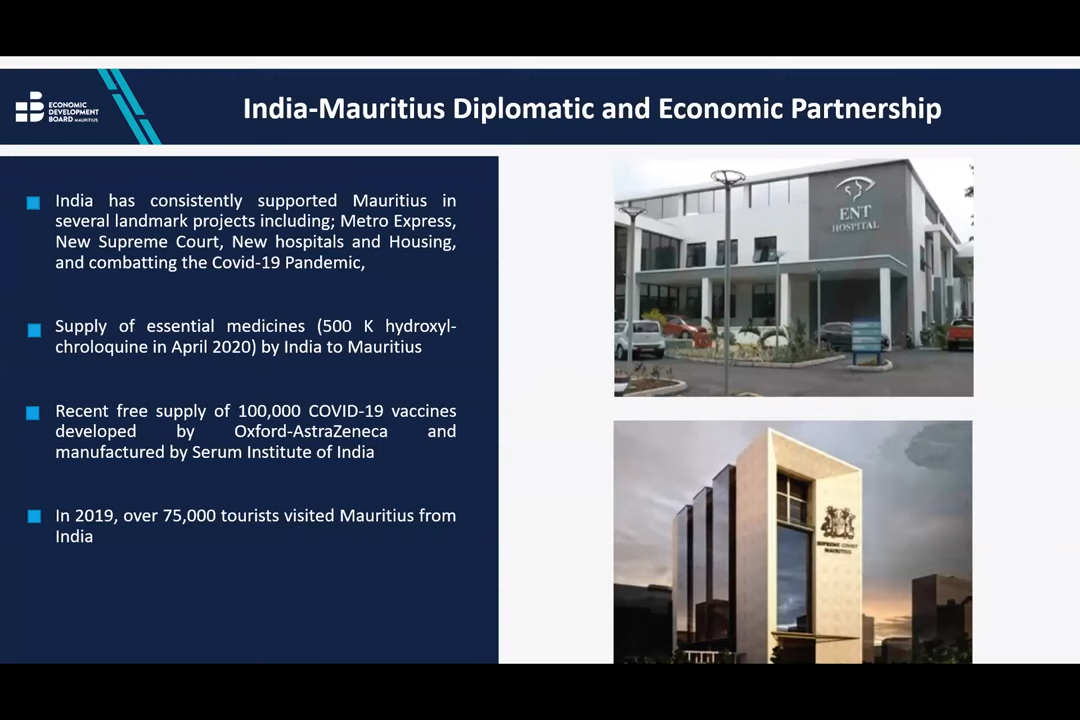 ECONOMIC
DEVELOPMENT
BOARD MAURITIUS
India-Mauritius Diplomatic and Economic Partnership
India has consistently supported Mauritius in
several landmark projects including; Metro Express,
New Supreme Court, New hospitals and Housing,
and combatting the Covid-19 Pandemic,
Supply of essential medicines (500 K hydroxyl-
chroloquine in April 2020) by India to Mauritius
Recent free supply of 100,000 COVID-19 vaccines
developed by Oxford-AstraZeneca and
manufactured by Serum Institute of India
In 2019, over 75,000 tourists visited Mauritius from
India
ENT
HOSPITAL
SUPREME COURT
MAURITIUS